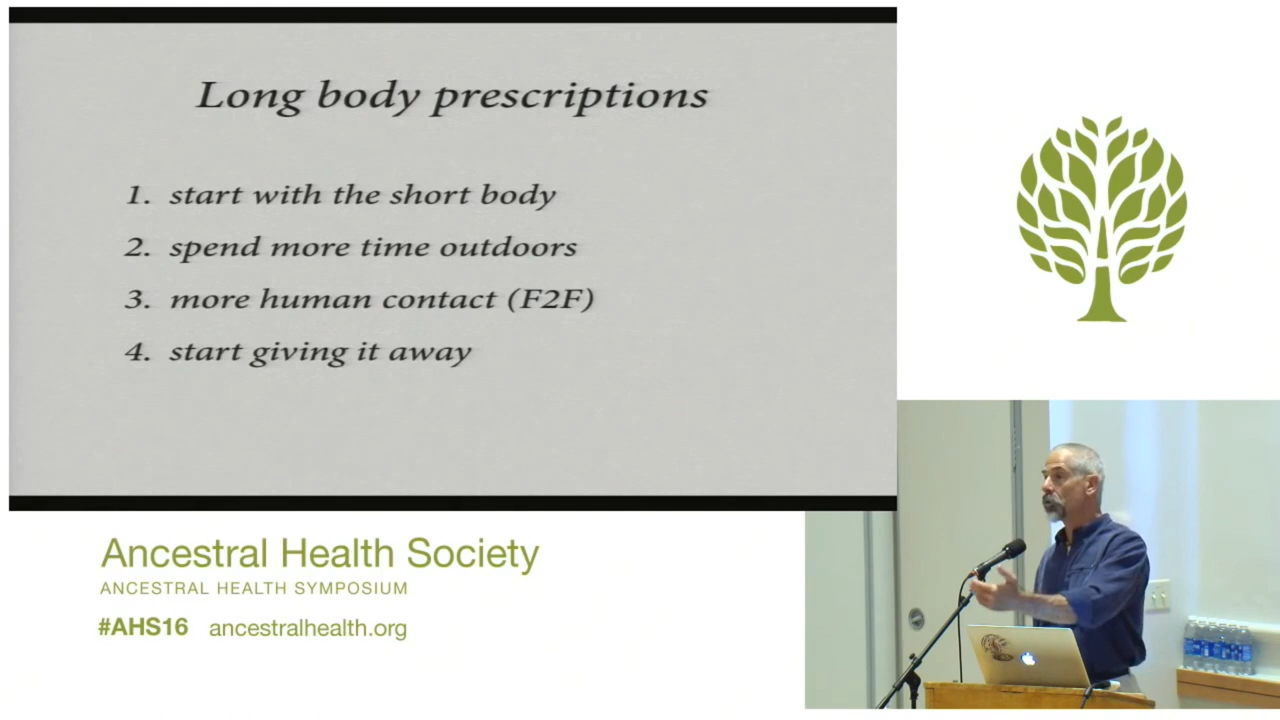 Long body prescriptions
1. start with the short body
2. spend more time outdoors
3. more human contact (F2F)
4. start giving it away
Ancestral Health Society
ANCESTRAL HEALTH SYMPOSIUM
#AHS16 ancestralhealth.org